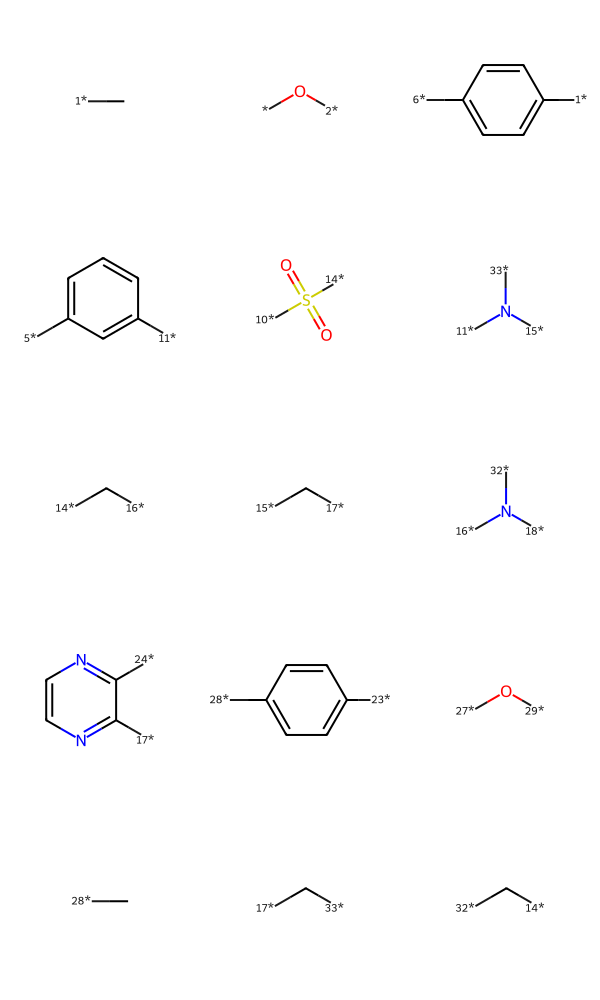 1*
O
* 2*
6* 1*
O 14*
S
10* O
5* 11*
33*
N
11* 15*
14* 16*
15* 17*
32*
N
16* 18*
N 24*
N 17*
28* 23*
O
27* 29*
28*
17* 33*
32* 14*